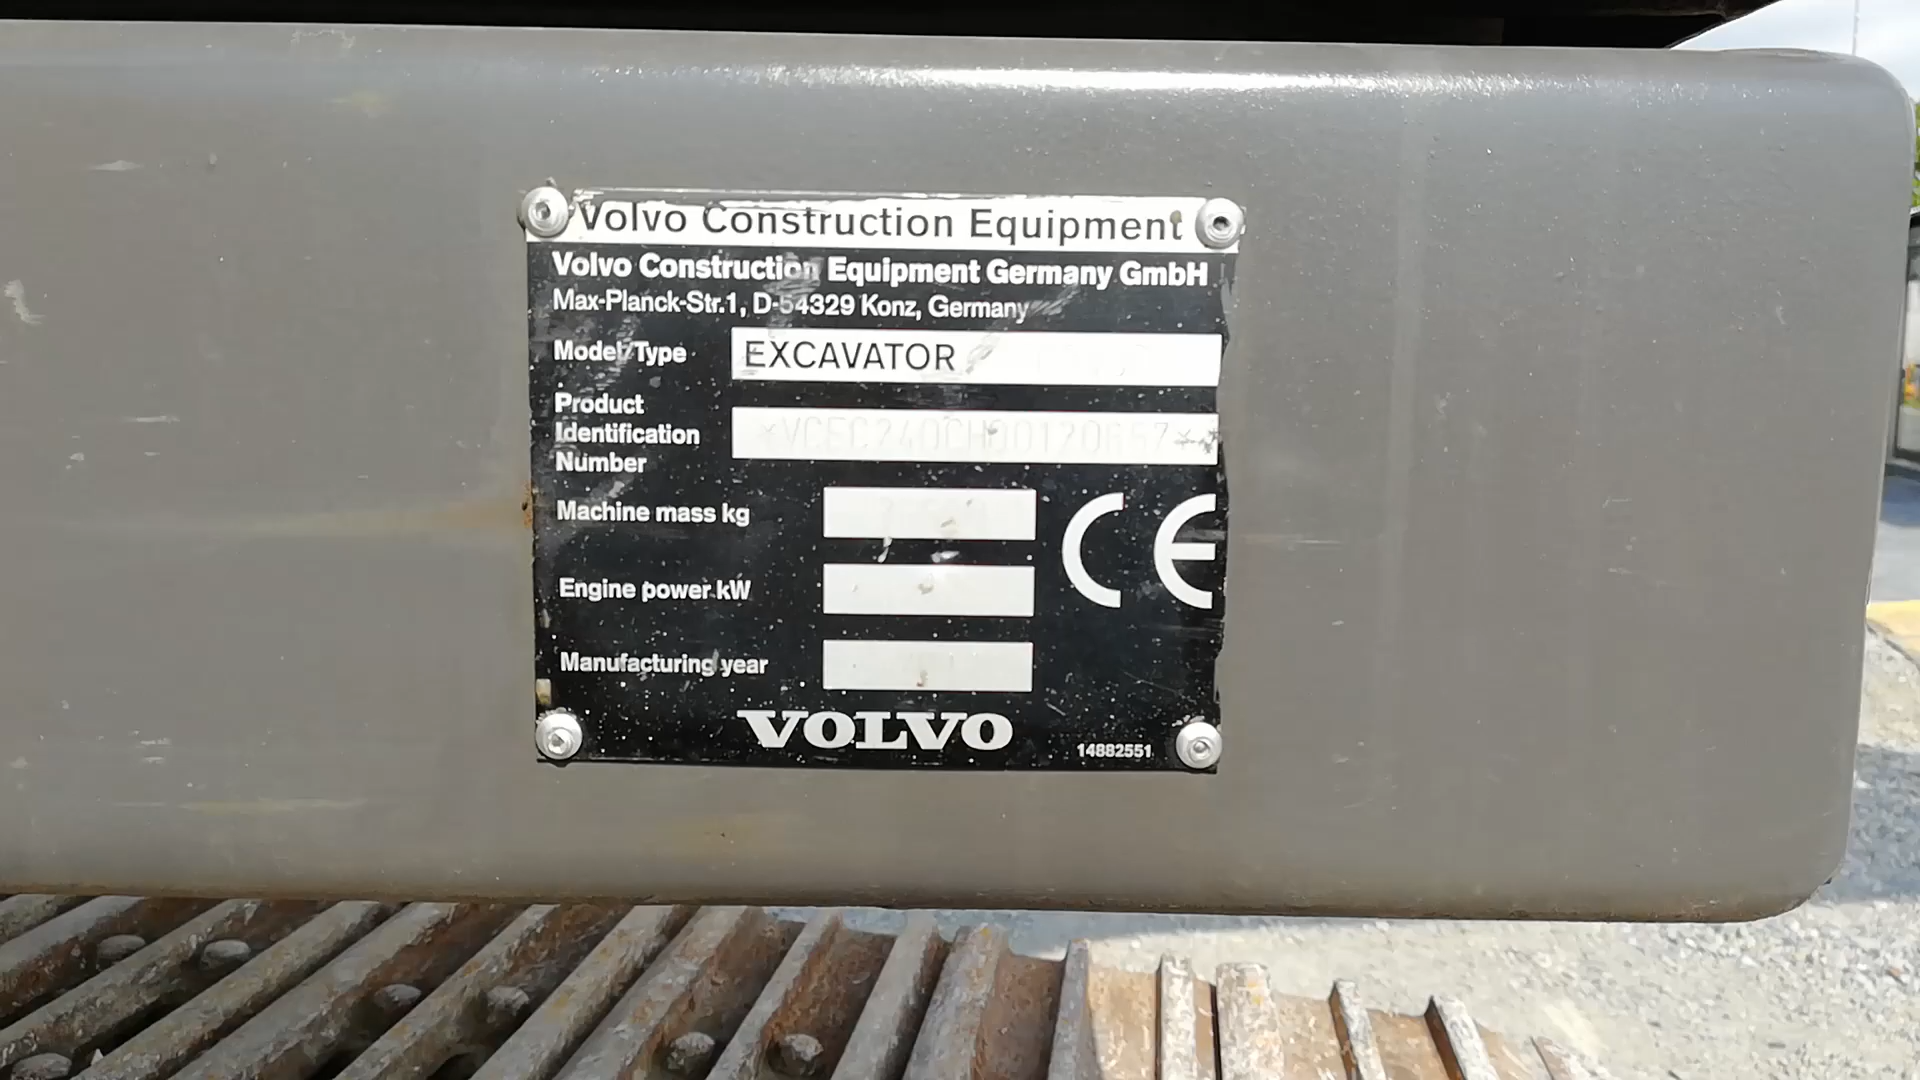 Volvo Construction Equipment
Volvo Construction Equipment Germany GmbH
Max-Planck-Str.1, D-54329 Konz, Germany
Model/Type EXCAVATOR
Product
Identification
Number
Machine mass kg
CE
Engine power kW
Manufacturing year
VOLVO
14882551